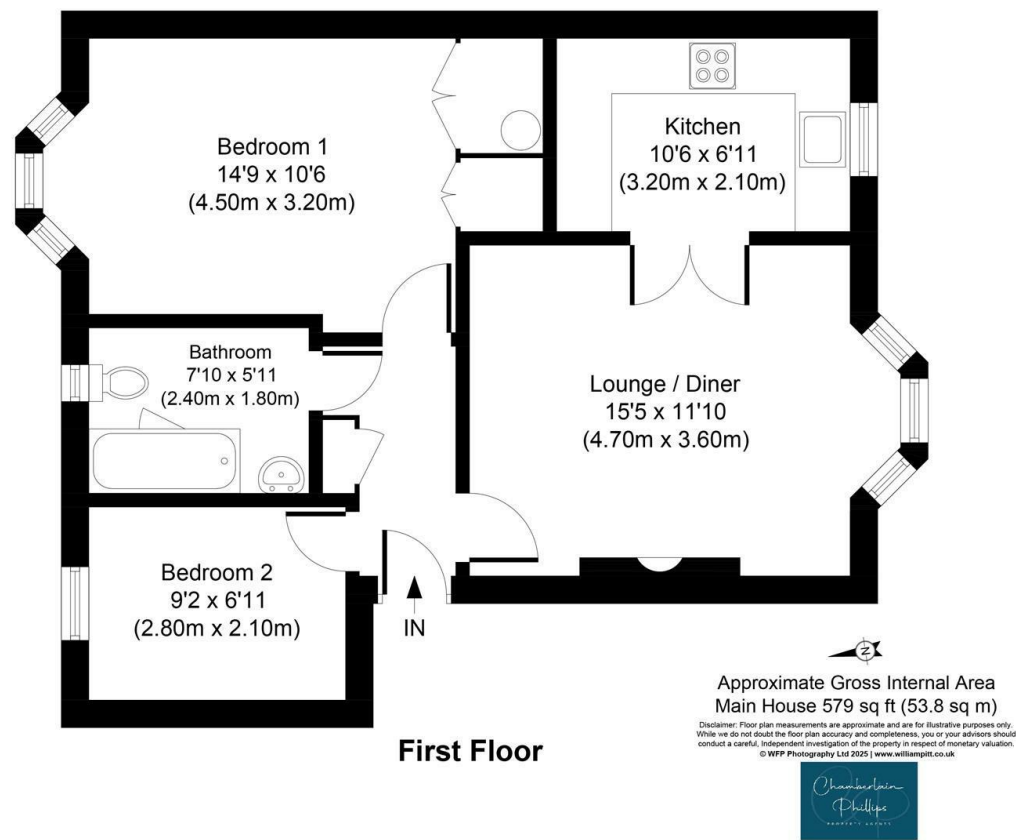 Bedroom 1
14'9 x 10'6
(4.50m x 3.20m)
Kitchen
10'6 x 6'11
(3.20m x 2.10m)
Bathroom
7'10 x 5'11
(2.40m x 1.80m)
Lounge / Diner
15'5 x 11'10
(4.70m x 3.60m)
Bedroom 2
9'2 x 6'11
(2.80m x 2.10m)
IN
N
Approximate Gross Internal Area
Main House 579 sq ft (53.8 sq m)
Disclaimer: Floor plan measurements are approximate and are for illustrative purposes only.
While we do not doubt the floor plan accuracy and completeness, you or your advisors should
conduct a careful, Independent investigation of the property in respect of monetary valuation.
© WFP Photography Ltd 2025 | www.williampitt.co.uk
First Floor
Chamberlain
Phillips